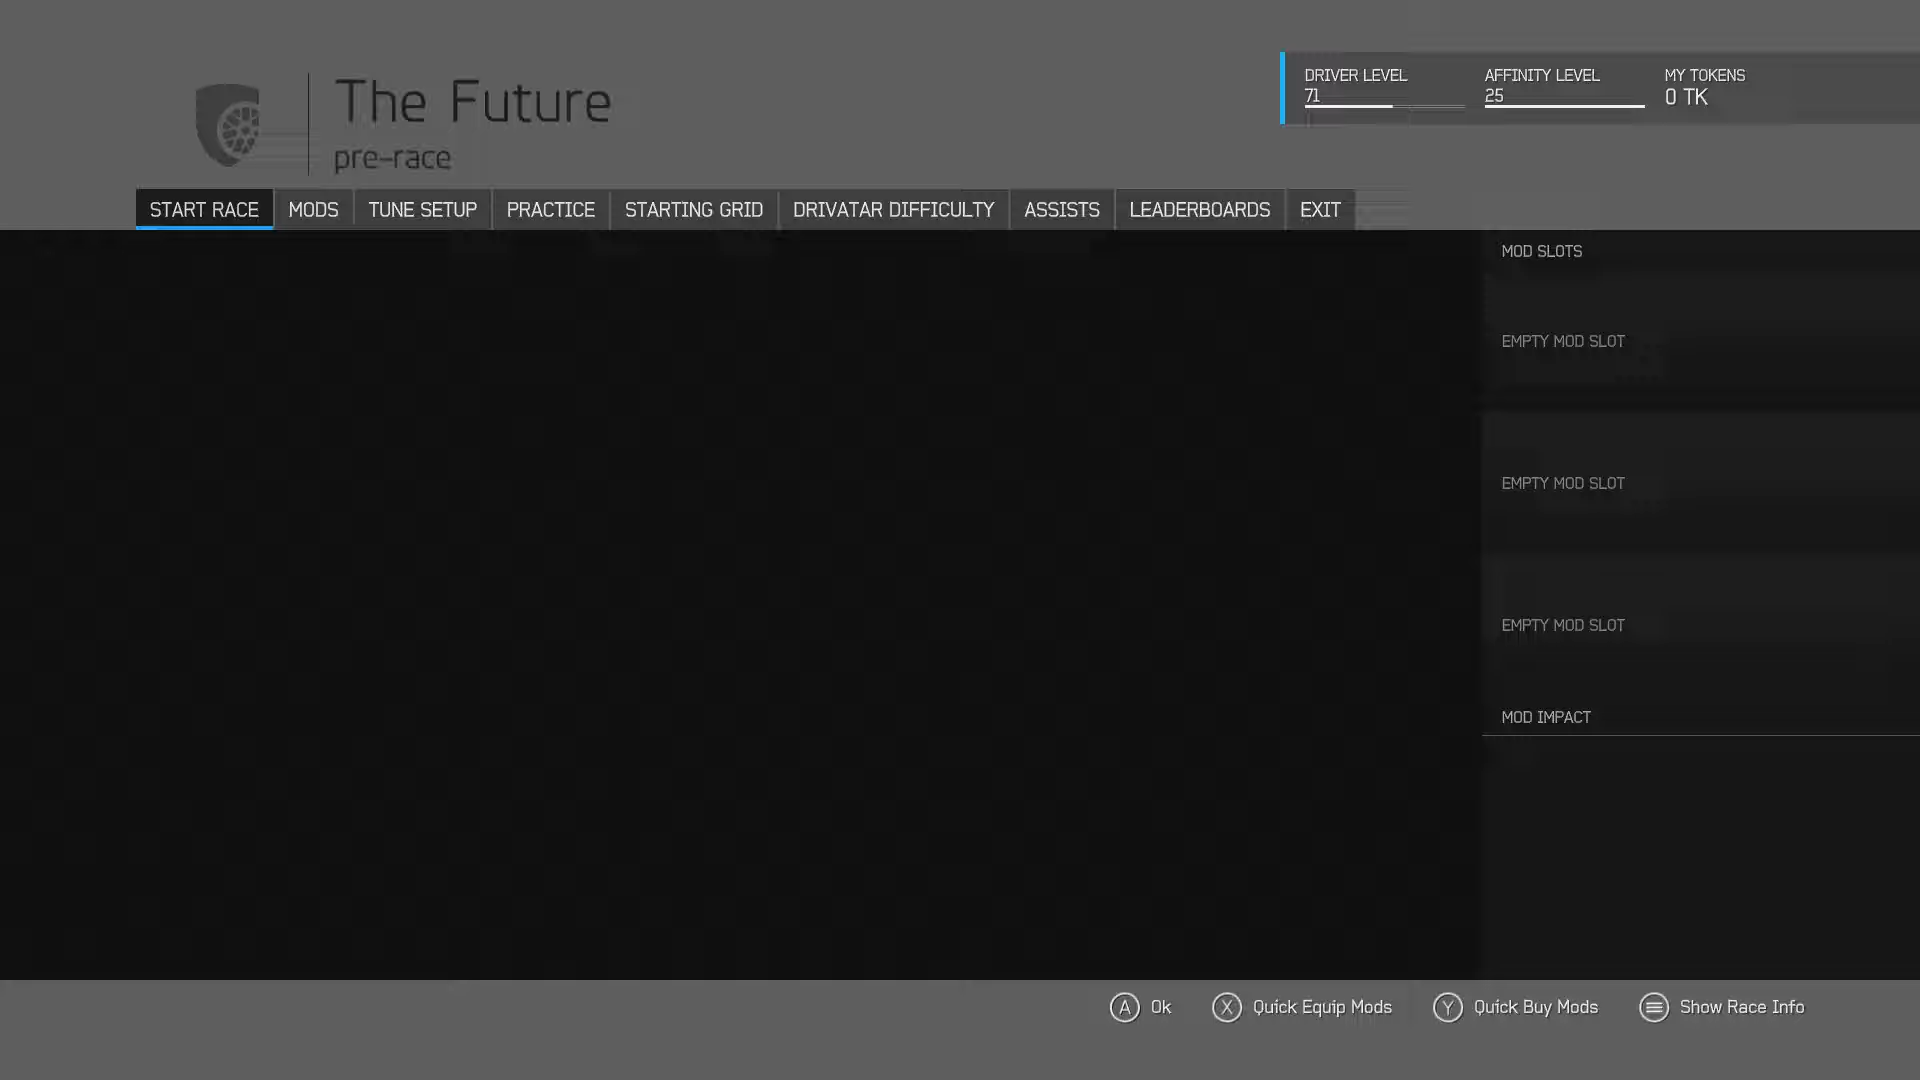 The Future
pre-race
DRIVER LEVEL
71
AFFINITY LEVEL
25
MY TOKENS
0 TK
START RACE
MODS
TUNE SETUP
PRACTICE
STARTING GRID
DRIVATAR DIFFICULTY
ASSISTS
LEADERBOARDS
EXIT
MOD SLOTS
EMPTY MOD SLOT
EMPTY MOD SLOT
EMPTY MOD SLOT
MOD IMPACT
A Ok
X Quick Equip Mods
Y Quick Buy Mods
Show Race Info